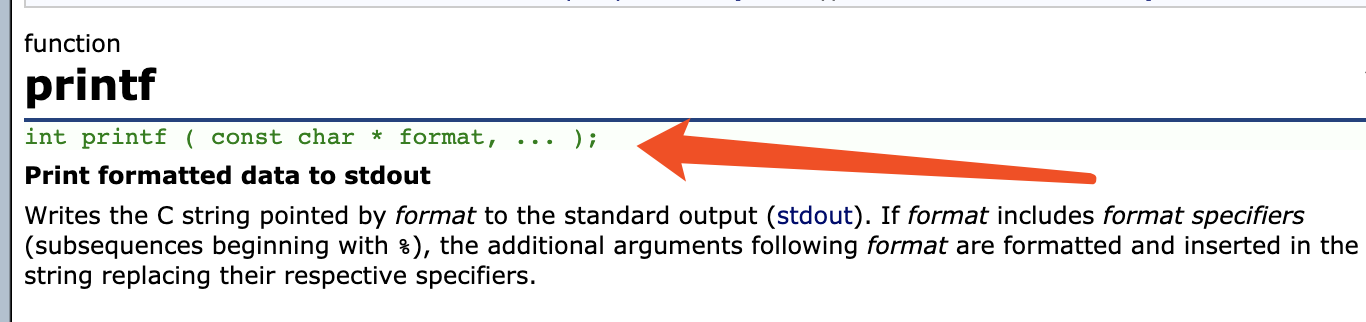 function
printf
int printf ( const char * format, ... );
Print formatted data to stdout
Writes the C string pointed by format to the standard output (stdout). If format includes format specifiers
(subsequences beginning with %), the additional arguments following format are formatted and inserted in the
string replacing their respective specifiers.